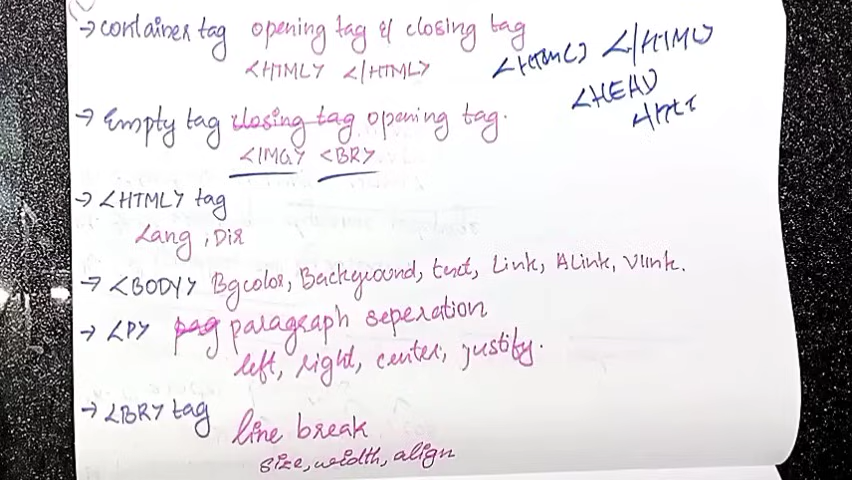 → container tag opening tag & closing tag
<HTML> </HTML>
<HTML> </HTML>
<HEAD>
→ Empty tag closing tag opening tag.
<IMG> <BR>
→ <HTML> tag
Lang, Dir
→ <BODY> Bgcolor, Background, text, Link, ALink, Vlink.
→ <P> pag paragraph seperation
left, right, center, justify.
→ <BR> tag
line break
size, width, align